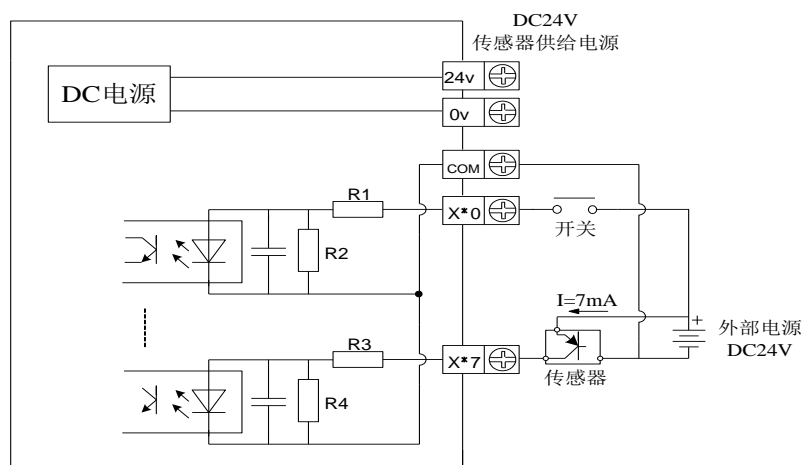 DC24V
传感器供给电源
DC电源
24v
0v
COM
R1
X*0
开关
R2
I=7mA
+
外部电源
DC24V
R3
X*7
传感器
R4